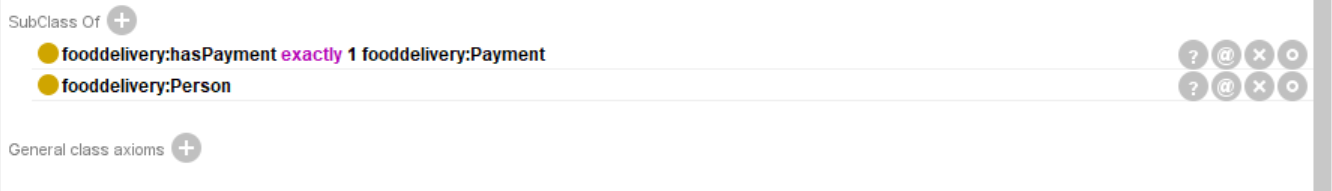 SubClass Of +
fooddelivery:hasPayment exactly 1 fooddelivery:Payment ? @ × o
fooddelivery:Person ? @ × o
General class axioms +